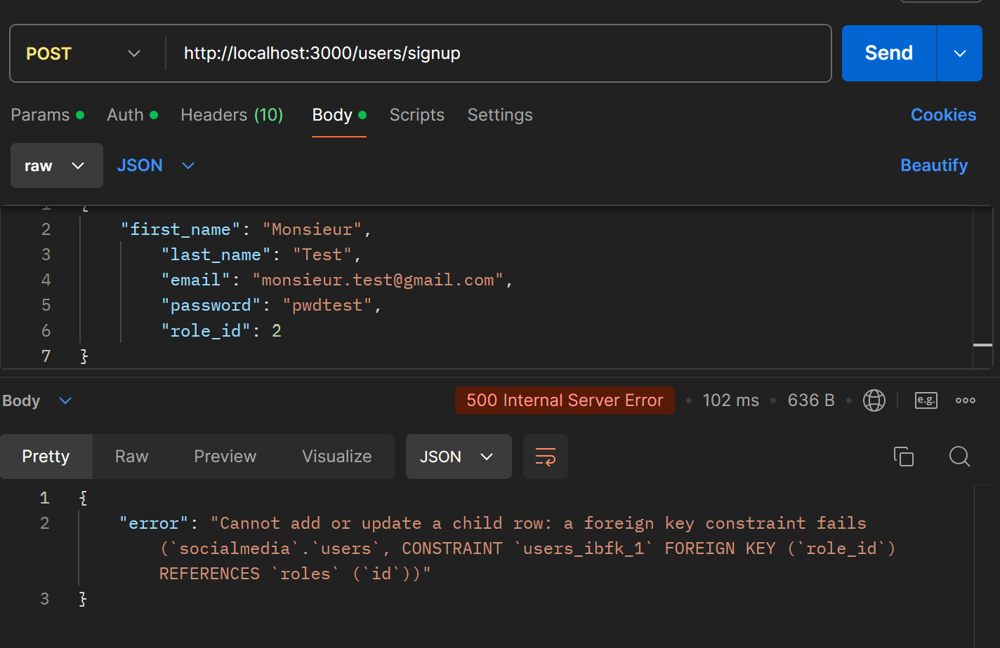 POST
http://localhost:3000/users/signup
Send
Params
Auth
Headers (10)
Body
Scripts
Settings
Cookies
raw
JSON
Beautify
1 {
2 "first_name": "Monsieur",
3 "last_name": "Test",
4 "email": "monsieur.test@gmail.com",
5 "password": "pwdtest",
6 "role_id": 2
7 }
Body
500 Internal Server Error
102 ms
636 B
e.g.
Pretty
Raw
Preview
Visualize
JSON
1 {
2 "error": "Cannot add or update a child row: a foreign key constraint fails
(`socialmedia`.`users`, CONSTRAINT `users_ibfk_1` FOREIGN KEY (`role_id`)
REFERENCES `roles` (`id`))"
3 }